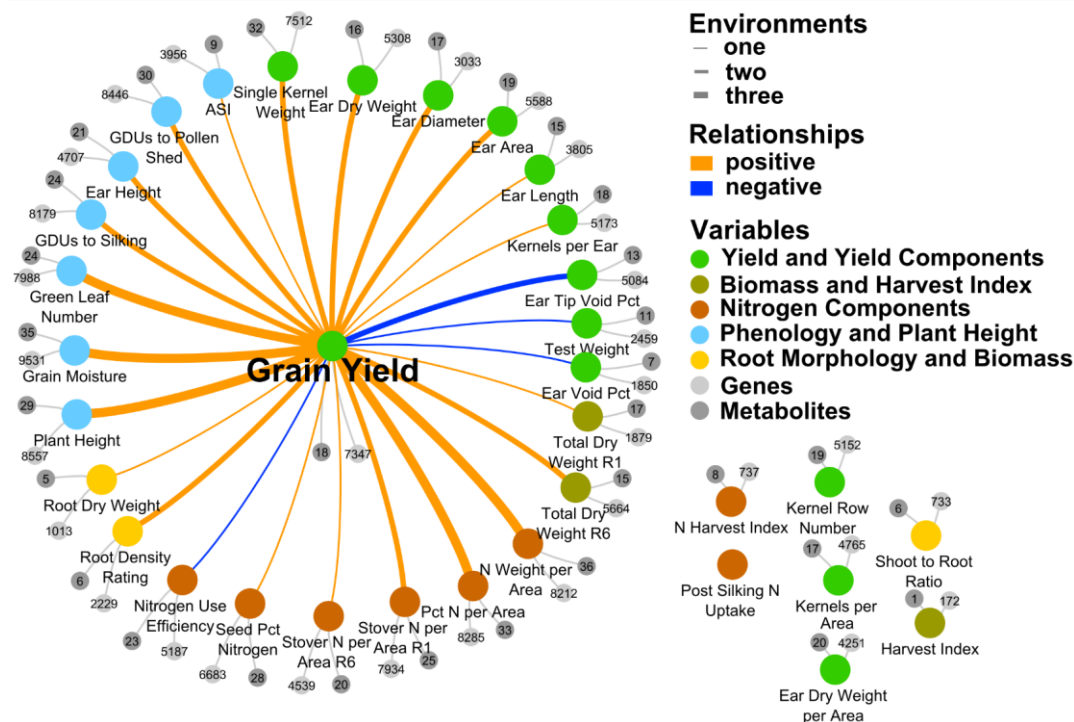 32
7512
16
5308
17
3033
3956
9
Single Kernel
Weight
Ear Dry Weight
Ear Diameter
19
5588
8446
30
ASI
Ear Area
15
3805
21
4707
GDUs to Pollen
Shed
Ear Length
18
5173
24
8179
Ear Height
Kernels per Ear
13
5084
24
7988
GDUs to Silking
Ear Tip Void Pct
11
2459
Green Leaf
Number
Test Weight
7
1850
35
9531
Grain Moisture
Grain Yield
Ear Void Pct
17
1879
29
8557
Plant Height
Total Dry
Weight R1
18
7347
15
5664
5
1013
Root Dry Weight
Total Dry
Weight R6
6
2229
Root Density
Rating
N Weight per
Area
36
8212
23
5187
Nitrogen Use
Efficiency
Seed Pct
Nitrogen
6683
28
Stover N per
Area R6
4539
20
Stover N per
Area R1
7934
25
Pct N per Area
8285
33
Environments
one
two
three
Relationships
positive
negative
Variables
Yield and Yield Components
Biomass and Harvest Index
Nitrogen Components
Phenology and Plant Height
Root Morphology and Biomass
Genes
Metabolites
8
737
N Harvest Index
19
5152
Kernel Row
Number
6
733
Shoot to Root
Ratio
Post Silking N
Uptake
17
4765
Kernels per
Area
1
172
Harvest Index
20
4251
Ear Dry Weight
per Area